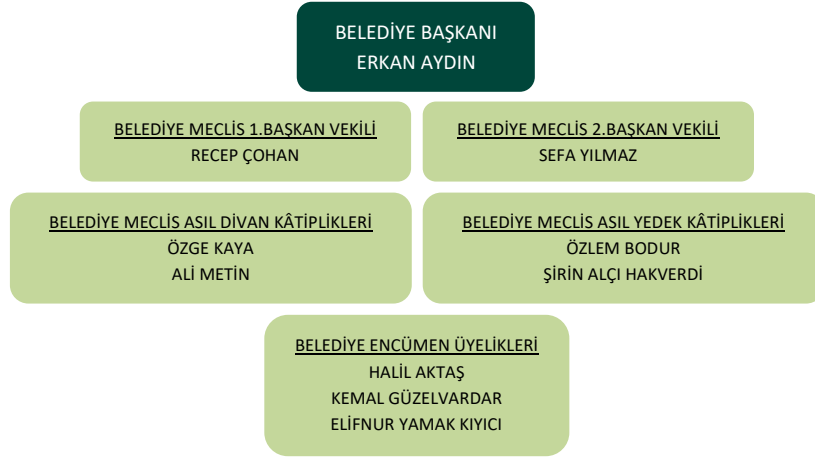 BELEDİYE BAŞKANI
ERKAN AYDIN
BELEDİYE MECLİS 1.BAŞKAN VEKİLİ
RECEP ÇOHAN
BELEDİYE MECLİS 2.BAŞKAN VEKİLİ
SEFA YILMAZ
BELEDİYE MECLİS ASIL DİVAN KÂTİPLİKLERİ
ÖZGE KAYA
ALİ METİN
BELEDİYE MECLİS ASIL YEDEK KÂTİPLİKLERİ
ÖZLEM BODUR
ŞİRİN ALÇI HAKVERDİ
BELEDİYE ENCÜMEN ÜYELİKLERİ
HALİL AKTAŞ
KEMAL GÜZELVARDAR
ELİFNUR YAMAK KIYICI